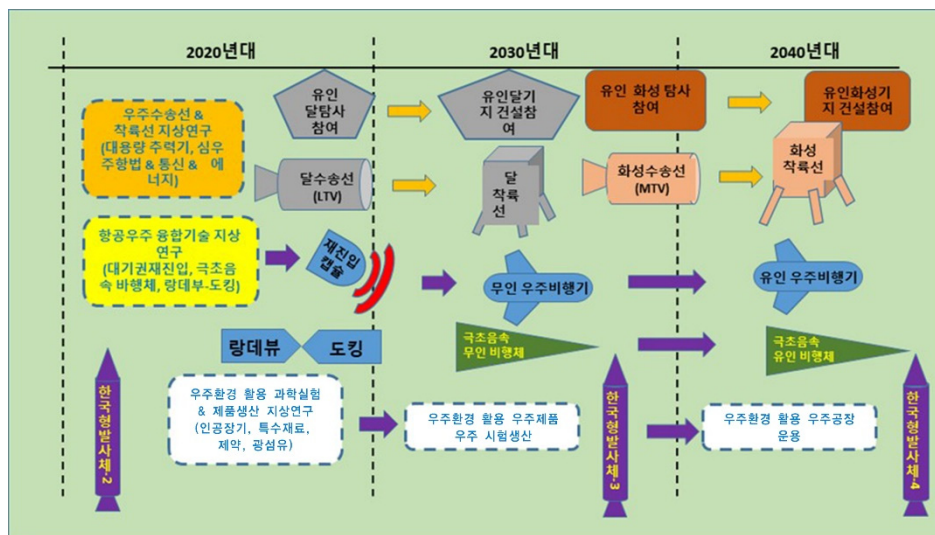 2020년대
2030년대
2040년대
우주수송선 &
착륙선 지상연구
(대용량 추력기, 심우
주항법 & 통신 & 에
너지)
유인
달탐사
참여
유인달기
지 건설참
여
유인 화성 탐사
참여
유인화성기
지 건설참여
달수송선
(LTV)
달
착륙
선
화성수송선
(MTV)
화성
착륙선
항공우주 융합기술 지상
연구
(대기권재진입, 극초음
속 바행체, 랑데부-도킹)
재진입
캡슐
무인 우주비행기
유인 우주비행기
랑데뷰
도킹
극초음속
무인 비행체
극초음속
유인 비행체
한국형발사체-2
우주환경 활용 과학실험
& 제품생산 지상연구
(인공장기, 특수재료,
제약, 광섬유)
우주환경 활용 우주제품
우주 시험생산
한국형발사체-3
우주환경 활용 우주공장
운용
한국형발사체-4